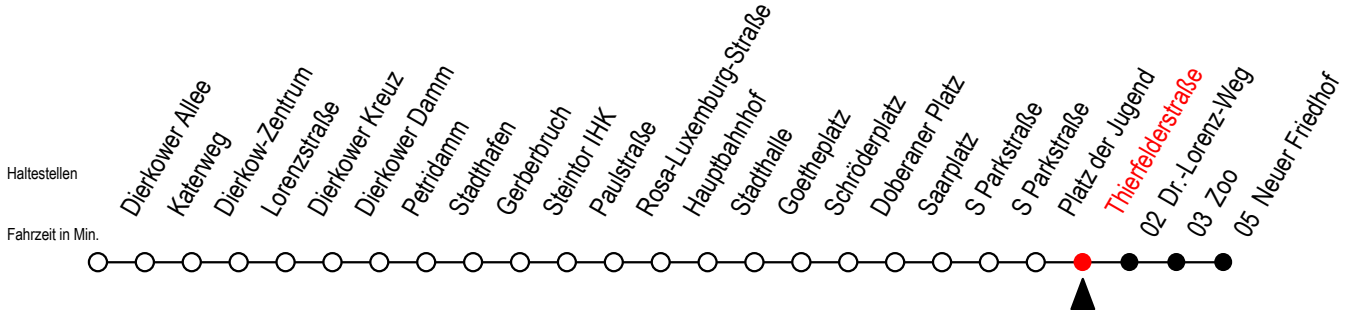 Haltestellen
Fahrzeit in Min.
Dierkower Allee
Katerweg
Dierkow-Zentrum
Lorenzstraße
Dierkower Kreuz
Dierkower Damm
Petridamm
Stadthafen
Gerberbruch
Steintor IHK
Paulstraße
Rosa-Luxemburg-Straße
Hauptbahnhof
Stadthalle
Goetheplatz
Schröderplatz
Doberaner Platz
Saarplatz
S Parkstraße
S Parkstraße
Platz der Jugend
Thierfelderstraße
02 Dr.-Lorenz-Weg
03 Zoo
05 Neuer Friedhof